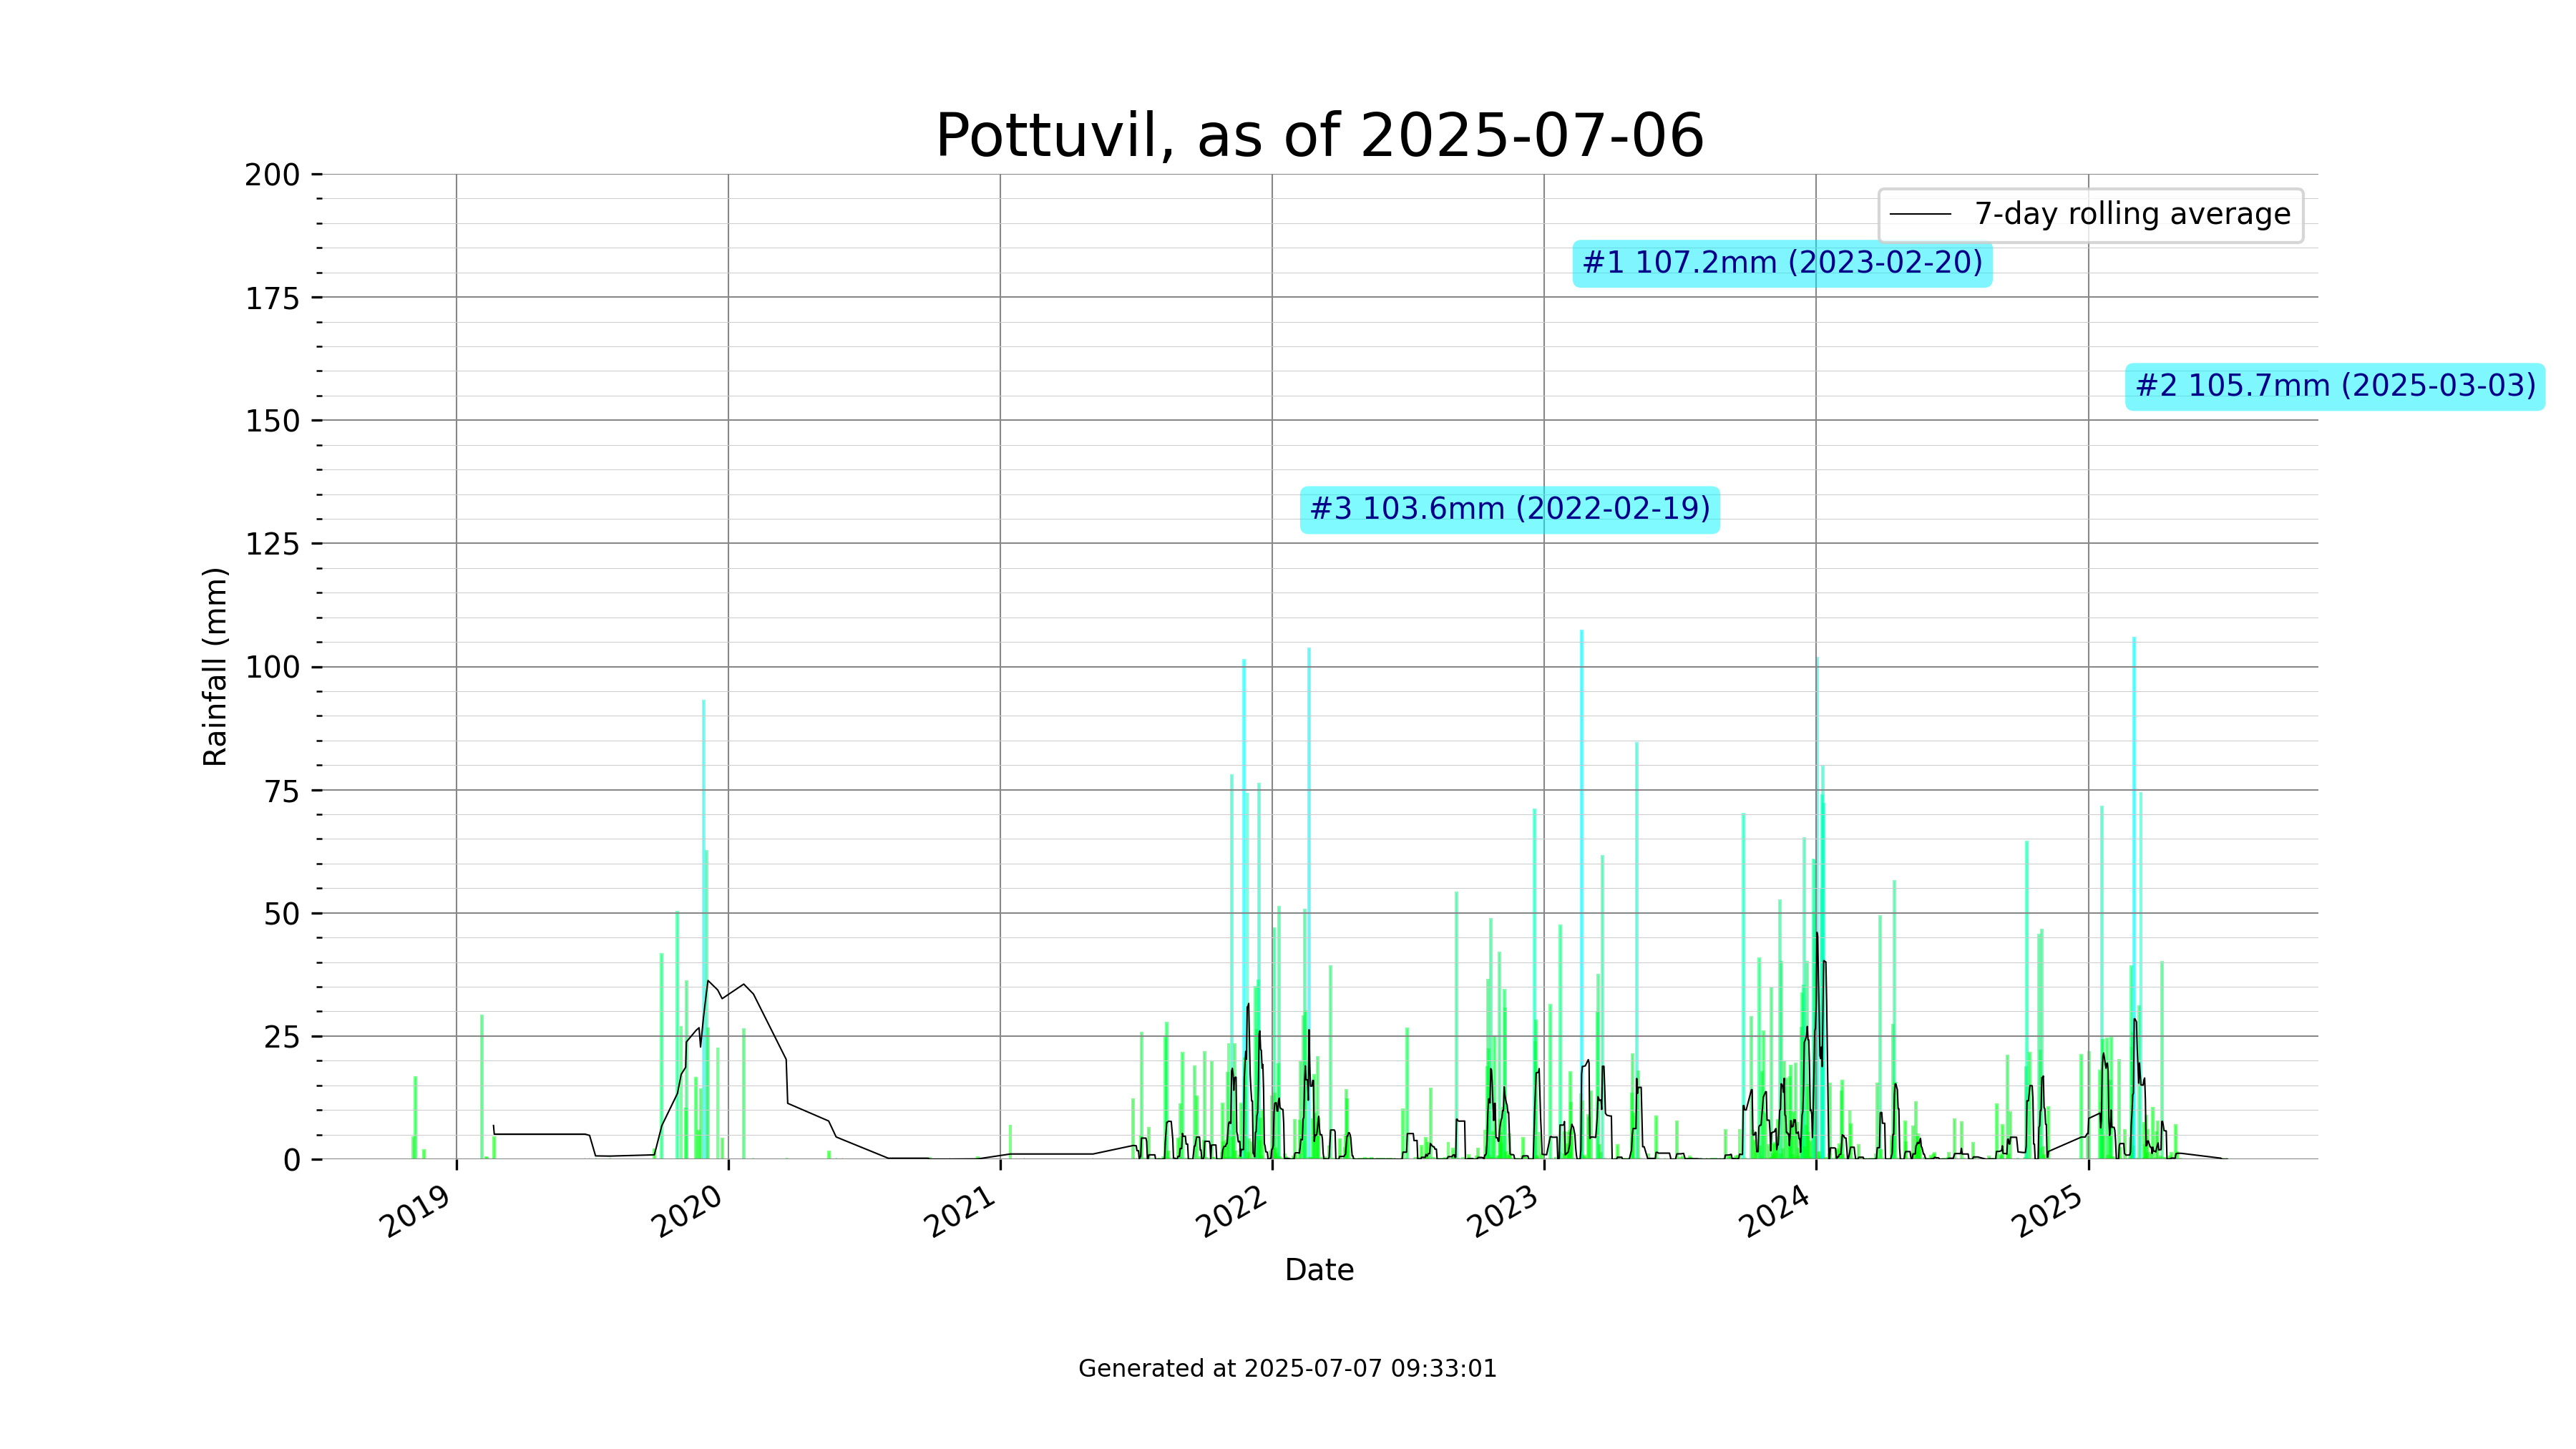 Pottuvil, as of 2025-07-06
200
175
150
125
100
75
50
25
0
Rainfall (mm)
7-day rolling average
#1 107.2mm (2023-02-20)
#2 105.7mm (2025-03-03)
#3 103.6mm (2022-02-19)
2019
2020
2021
2022
2023
2024
2025
Date
Generated at 2025-07-07 09:33:01